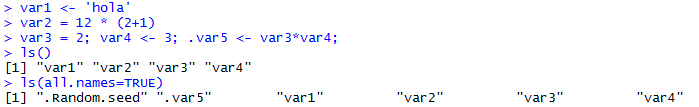 > var1 <- 'hola'
> var2 = 12 * (2+1)
> var3 = 2; var4 <- 3; .var5 <- var3*var4;
> ls()
[1] "var1" "var2" "var3" "var4"
> ls(all.names=TRUE)
[1] ".Random.seed" ".var5"        "var1"         "var2"         "var3"         "var4"